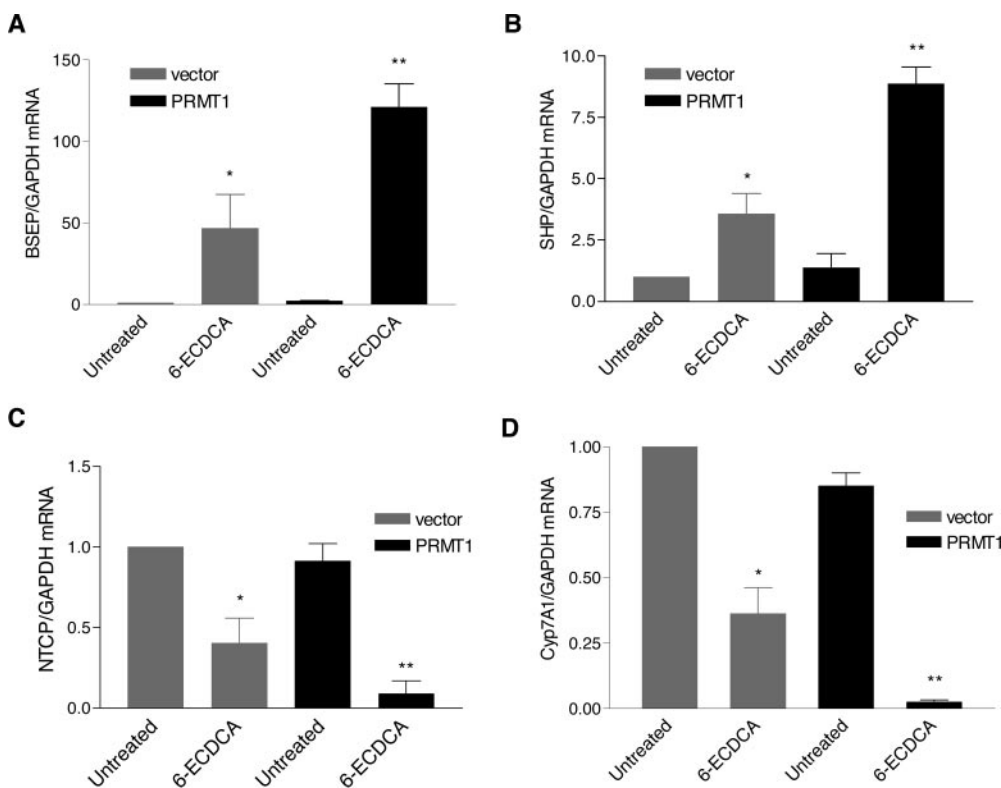 A
BSEP/GAPDH mRNA
150
100
50
0
vector
PRMT1
*
**
Untreated
6-ECDCA
Untreated
6-ECDCA
B
SHP/GAPDH mRNA
10.0
7.5
5.0
2.5
0.0
vector
PRMT1
*
**
Untreated
6-ECDCA
Untreated
6-ECDCA
C
NTCP/GAPDH mRNA
1.5
1.0
0.5
0.0
vector
PRMT1
*
**
Untreated
6-ECDCA
Untreated
6-ECDCA
D
Cyp7A1/GAPDH mRNA
1.00
0.75
0.50
0.25
0.00
vector
PRMT1
*
**
Untreated
6-ECDCA
Untreated
6-ECDCA